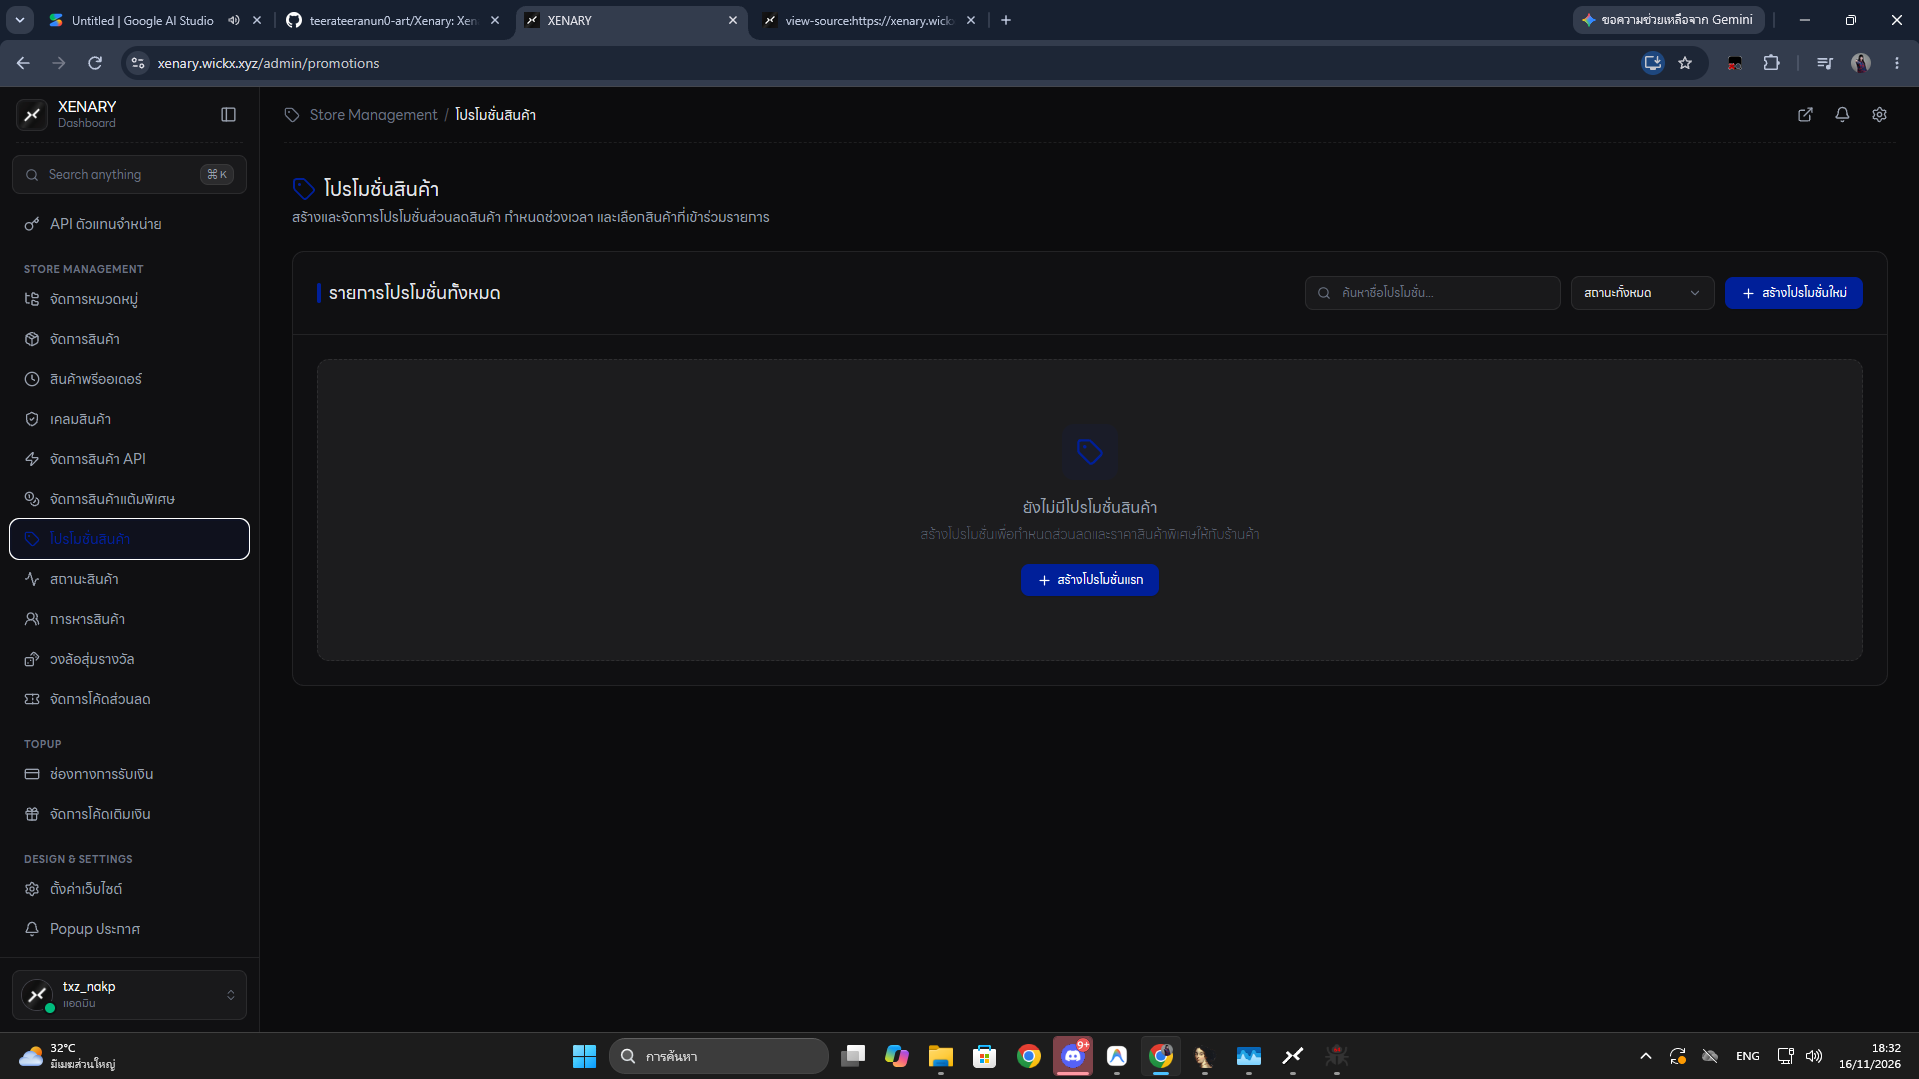 Untitled | Google AI Studio
teerateeranun0-art/Xenary: Xen
XENARY
view-source:https://xenary.wick
ขอความช่วยเหลือจาก Gemini
xenary.wickx.xyz/admin/promotions
XENARY
Dashboard
Store Management / โปรโมชั่นสินค้า
Search anything
⌘ K
API ตัวแทนจำหน่าย
STORE MANAGEMENT
จัดการหมวดหมู่
จัดการสินค้า
สินค้าพรีออเดอร์
เคลมสินค้า
จัดการสินค้า API
จัดการสินค้าแต้มพิเศษ
โปรโมชั่นสินค้า
สถานะสินค้า
การหารสินค้า
วงล้อสุ่มรางวัล
จัดการโค้ดส่วนลด
TOPUP
ช่องทางการรับเงิน
จัดการโค้ดเติมเงิน
DESIGN & SETTINGS
ตั้งค่าเว็บไซต์
Popup ประกาศ
txz_nakp
แอดมิน
โปรโมชั่นสินค้า
สร้างและจัดการโปรโมชั่นส่วนลดสินค้า กำหนดช่วงเวลา และเลือกสินค้าที่เข้าร่วมรายการ
รายการโปรโมชั่นทั้งหมด
ค้นหาชื่อโปรโมชั่น...
สถานะทั้งหมด
สร้างโปรโมชั่นใหม่
ยังไม่มีโปรโมชั่นสินค้า
สร้างโปรโมชั่นเพื่อกำหนดส่วนลดและราคาสินค้าพิเศษให้กับร้านค้า
สร้างโปรโมชั่นแรก
32°C
มีเมฆส่วนใหญ่
การค้นหา
9+
ENG
18:32
16/11/2026